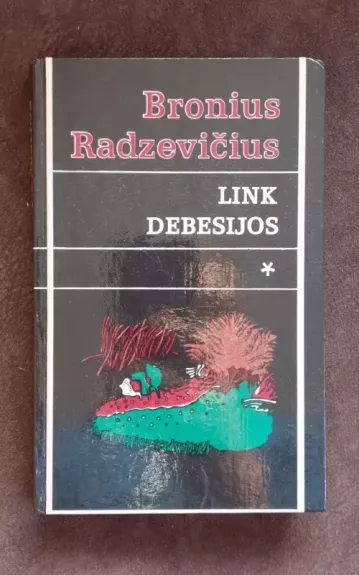 Bronius
Radzevičius
LINK
DEBESIJOS
*